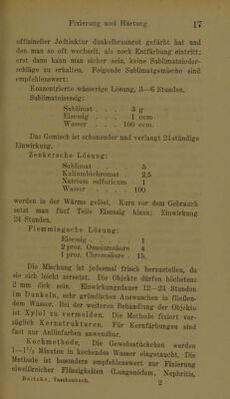 Fixierung und Härtung. 17
offizineller Jodtinktur dunkelbraunrot gefärbt hat und
den man so oft wechselt, als noch Entfärbung eintritt;
erst dann kann man sicher sein, keine Sublimatnieder-
schläge zu erhalten. Folgende Sublimatgemische sind
empfehlenswert:
Konzentrierte wässerige Lösung, 3—6 Stunden.
Sublimateisessig:
Sublimat . . . . 3 g
Eisessig . . . . 1 ccm
Wasser . . . . 100 ccm.
Das Gemisch ist schonender und verlangt 24 stündige
Einwirkung.
Zenkersche Lösung:
Sublimat 5
Kaliumbichromat 2,5
Natrium sulfuricum 1
Wasser . . . . 100
werden in der Wärme gelöst. Kurz vor dem Gebrauch
setzt man fünf Teile Eisessig hinzu; Einwirkung
24 Stunden.
Flemmingsche Lösung:
Eisessig . . . . 1
2 proz. Osmiumsäure 4
1 proz. Chromsäure . 15.
Die Mischung ist jedesmal frisch herzustellen, da
sie sich leicht zersetzt. Die Objekte dürfen höchstens
2 mm dick sein. Einwirkungsdauer 12—24 Stunden
im Dunkeln, sehr gründliches Auswaschen in fließen-
dem Wasser. Bei der weiteren Behandlung der Objekte
ist Xylol zu vermeiden. Die Methode fixiert vor-
züglich Kernstrukturen. Für Kernfärbungen sind
fast nur Anilinfarben anwendbar.
Kochmethode. Die Gewebsstückchen werden
1—1½ Minuten in kochendes Wasser eingetaucht. Die
Methode ist besonders empfehlenswert zur Fixierung
eiweißreicher Flüssigkeiten (Lungenödem, Nephritis,
Taschenbuch. 2